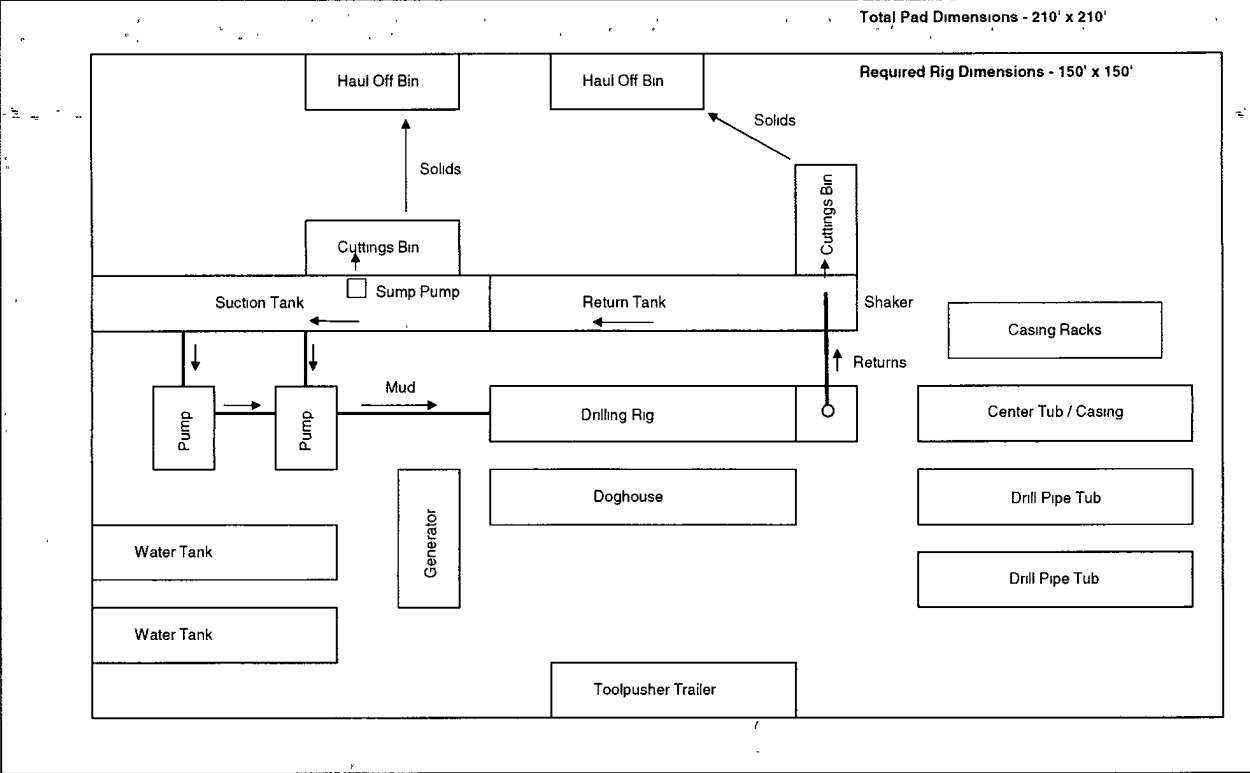 Total Pad Dimensions - 210' x 210'
Required Rig Dimensions - 150' x 150'
Haul Off Bin
Haul Off Bin
Solids
Solids
Cuttings Bin
Cuttings Bin
Suction Tank
Sump Pump
Return Tank
Shaker
Casing Racks
Returns
Mud
Pump
Pump
Drilling Rig
Center Tub / Casing
Doghouse
Drill Pipe Tub
Generator
Water Tank
Drill Pipe Tub
Water Tank
Toolpusher Trailer